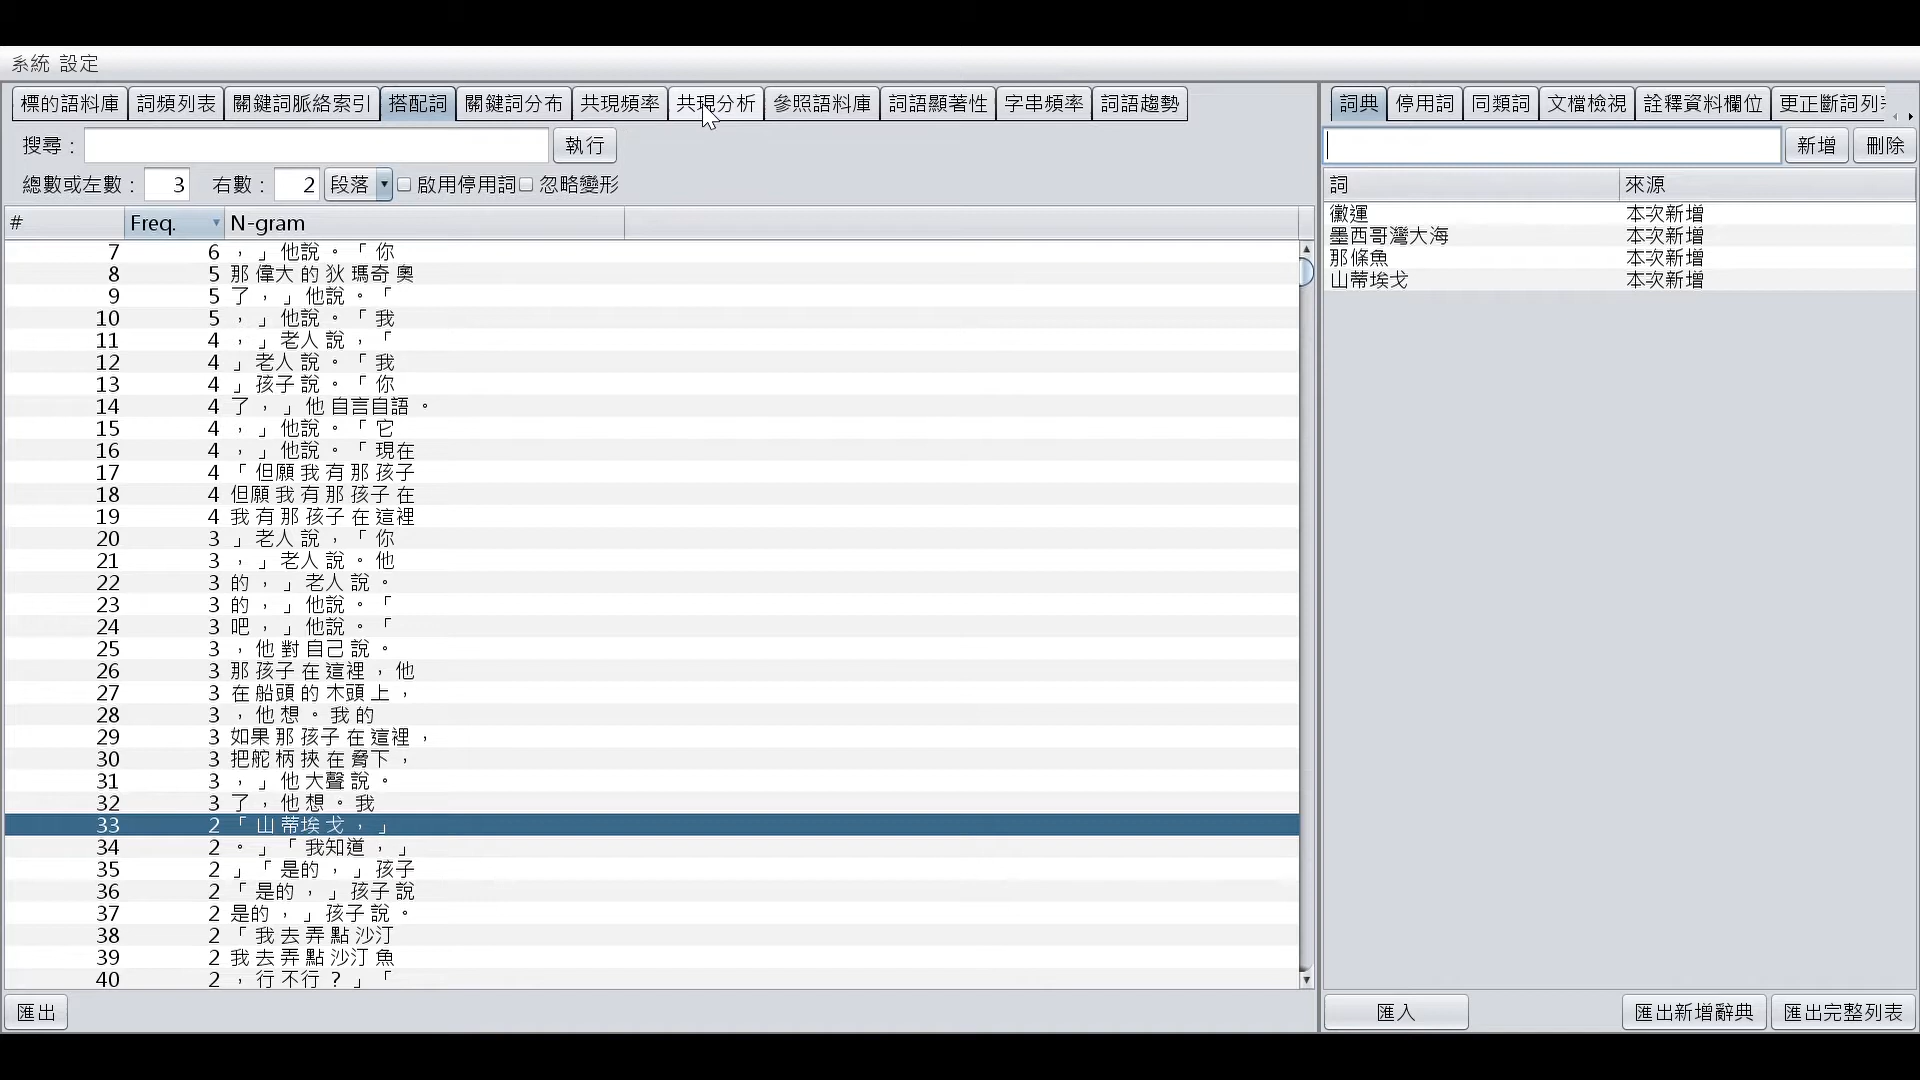 系統 設定
標的語料庫 詞頻列表 關鍵詞脈絡索引 搭配詞 關鍵詞分布 共現頻率 共現分析 參照語料庫 詞語顯著性 字串頻率 詞語趨勢
搜尋： 執行
總數或左數： 3 右數： 2 段落 啟用停用詞 忽略變形
# Freq. N-gram
7 6 ， 」 他說 。 「 你
8 5 那 偉大 的 狄 瑪奇 奧
9 5 了 ， 」 他說 。 「
10 5 ， 」 他說 。 「 我
11 4 ， 」 老人 說 ， 「
12 4 」 老人 說 。 「 我
13 4 」 孩子 說 。 「 你
14 4 了 ， 」 他 自言自語 。
15 4 ， 」 他說 。 「 它
16 4 ， 」 他說 。 「 現在
17 4 「 但願 我 有 那 孩子
18 4 但願 我 有 那 孩子 在
19 4 我 有 那 孩子 在 這裡
20 3 」 老人 說 ， 「 你
21 3 ， 」 老人 說 。 他
22 3 的 ， 」 老人 說 。
23 3 的 ， 」 他說 。 「
24 3 吧 ， 」 他說 。 「
25 3 ， 他 對 自己 說 。
26 3 那 孩子 在 這裡 ， 他
27 3 在 船頭 的 木頭 上 ，
28 3 ， 他 想 。 我 的
29 3 如果 那 孩子 在 這裡 ，
30 3 把舵 柄 挾 在 脅下 ，
31 3 ， 」 他 大聲 說 。
32 3 了 ， 他 想 。 我
33 2 「 山 蒂埃 戈 ， 」
34 2 。 」 「 我知道 ， 」
35 2 」 「 是的 ， 」 孩子
36 2 「 是的 ， 」 孩子 說
37 2 是的 ， 」 孩子 說 。
38 2 「 我 去 弄 點 沙汀
39 2 我 去 弄 點 沙汀 魚
40 2 ， 行 不行 ？ 」 「
匯出
詞典 停用詞 同類詞 文檔檢視 詮釋資料欄位 更正斷詞列
新增 刪除
詞 來源
黴運 本次新增
墨西哥灣大海 本次新增
那條魚 本次新增
山蒂埃戈 本次新增
匯入 匯出新增辭典 匯出完整列表